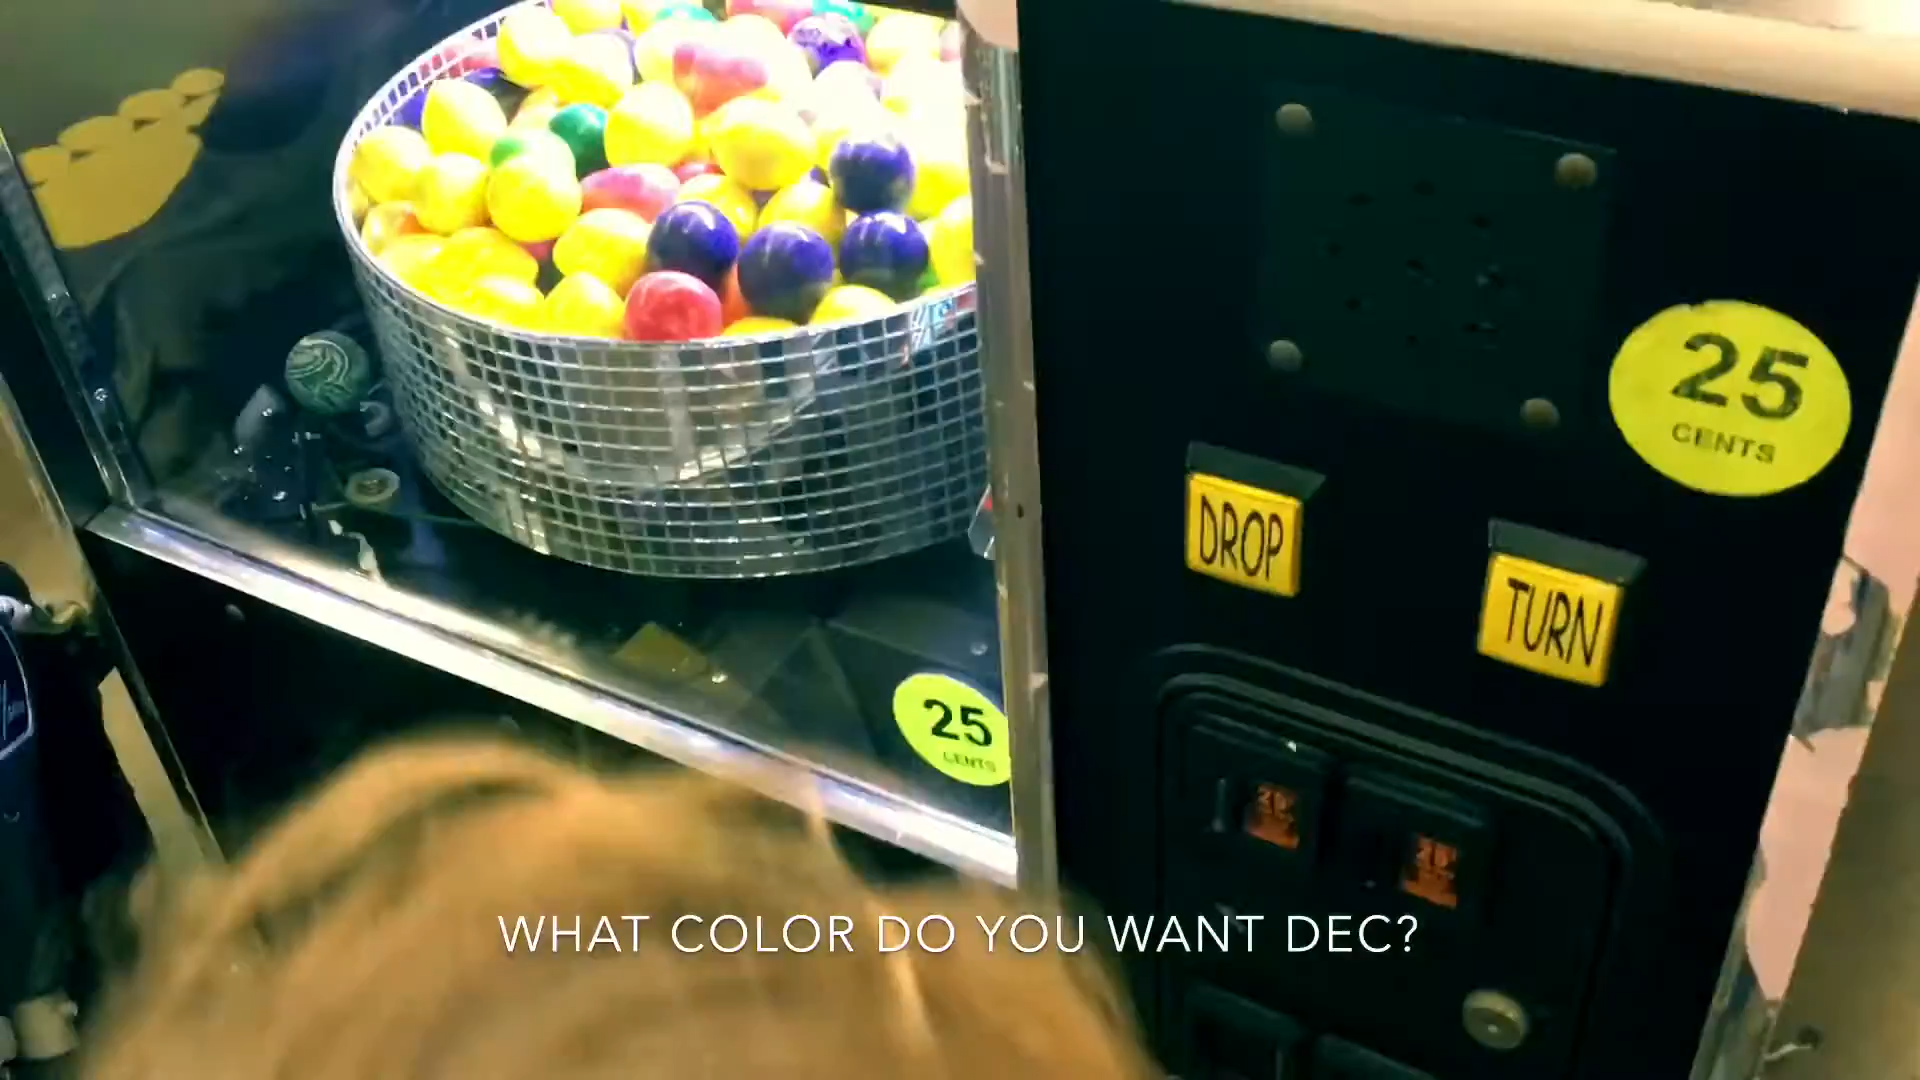 25
CENTS
DROP
TURN
25
CENTS
WHAT COLOR DO YOU WANT DEC?